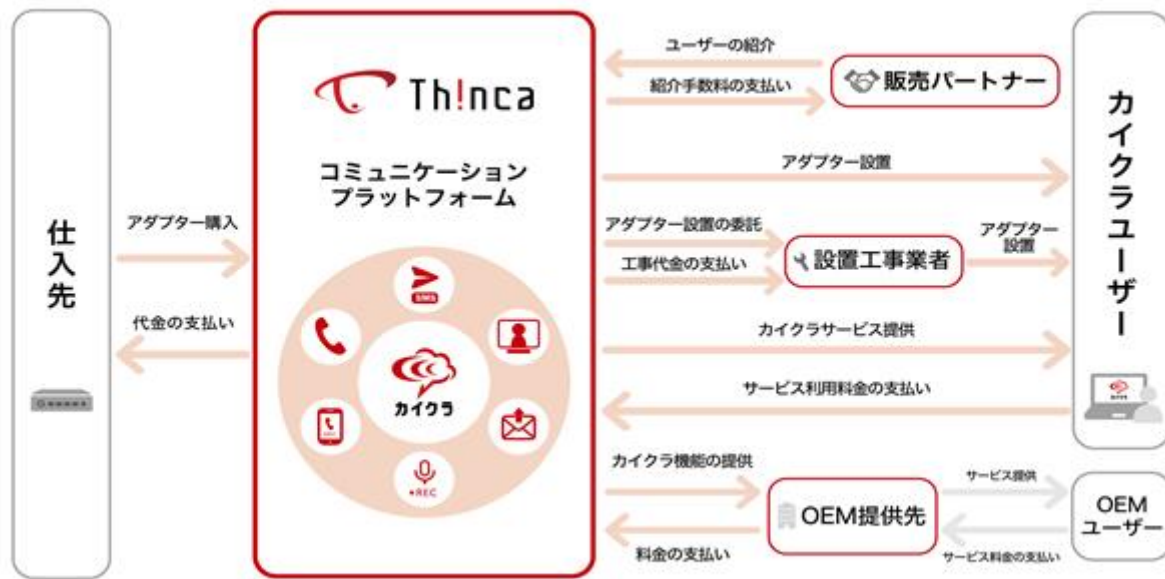 仕入先
アダプター購入
代金の支払い
Th!nca
コミュニケーション
プラットフォーム
SMS
カイクラ
●REC
ユーザーの紹介
紹介手数料の支払い
販売パートナー
アダプター設置
アダプター設置の委託
工事代金の支払い
設置工事業者
アダプター
設置
カイクラサービス提供
サービス利用料金の支払い
カイクラユーザー
カイクラ機能の提供
料金の支払い
OEM提供先
サービス提供
サービス料金の支払い
OEM
ユーザー